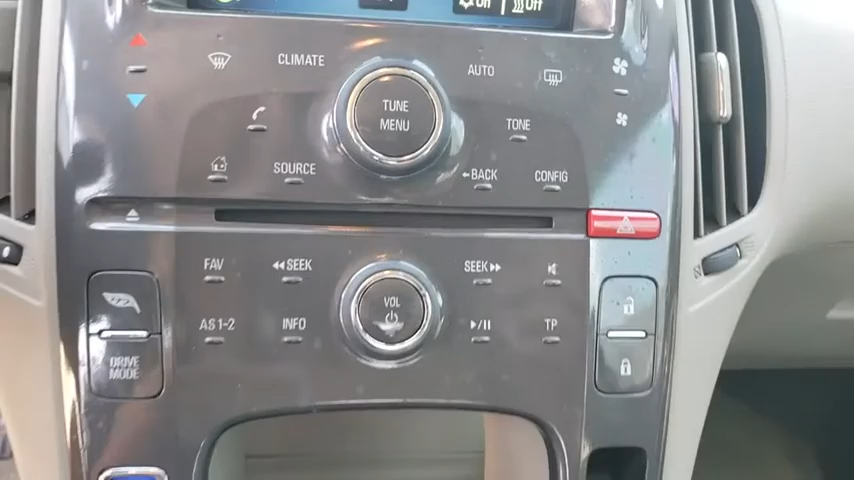 Off
Off
CLIMATE
AUTO
TUNE
MENU
TONE
SOURCE
BACK
CONFIG
FAV
SEEK
SEEK
VOL
AS 1-2
INFO
TP
DRIVE
MODE